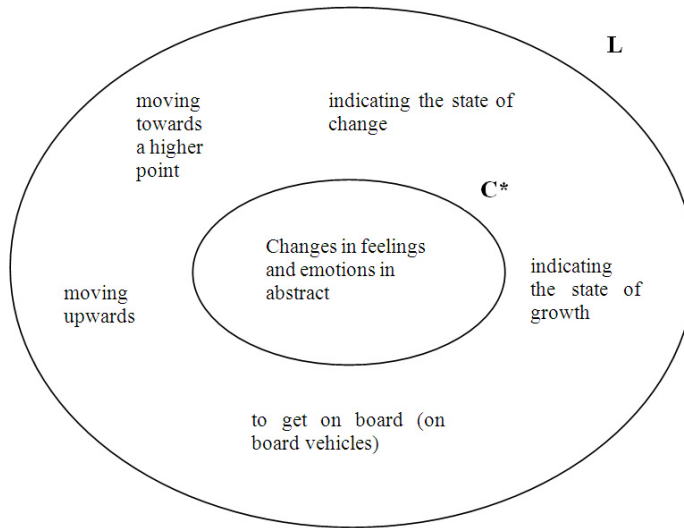 L
moving
towards
a higher
point
indicating the state of
change
C*
Changes in feelings
and emotions in
abstract
moving
upwards
indicating
the state of
growth
to get on board (on
board vehicles)